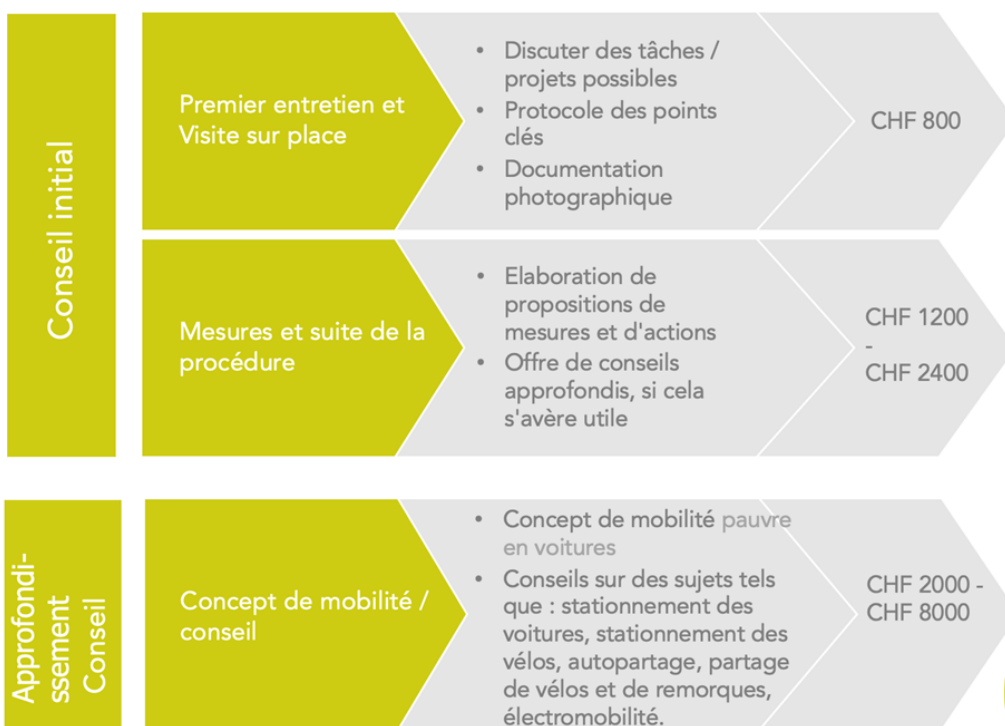 Conseil initial
Premier entretien et
Visite sur place
• Discuter des tâches /
projets possibles
• Protocole des points
clés
• Documentation
photographique
CHF 800
Mesures et suite de la
procédure
• Elaboration de
propositions de
mesures et d'actions
• Offre de conseils
approfondis, si cela
s'avère utile
CHF 1200
-
CHF 2400
Approfondi-
ssement
Conseil
Concept de mobilité /
conseil
• Concept de mobilité pauvre
en voitures
• Conseils sur des sujets tels
que : stationnement des
voitures, stationnement des
vélos, autopartage, partage
de vélos et de remorques,
électromobilité.
CHF 2000 -
CHF 8000